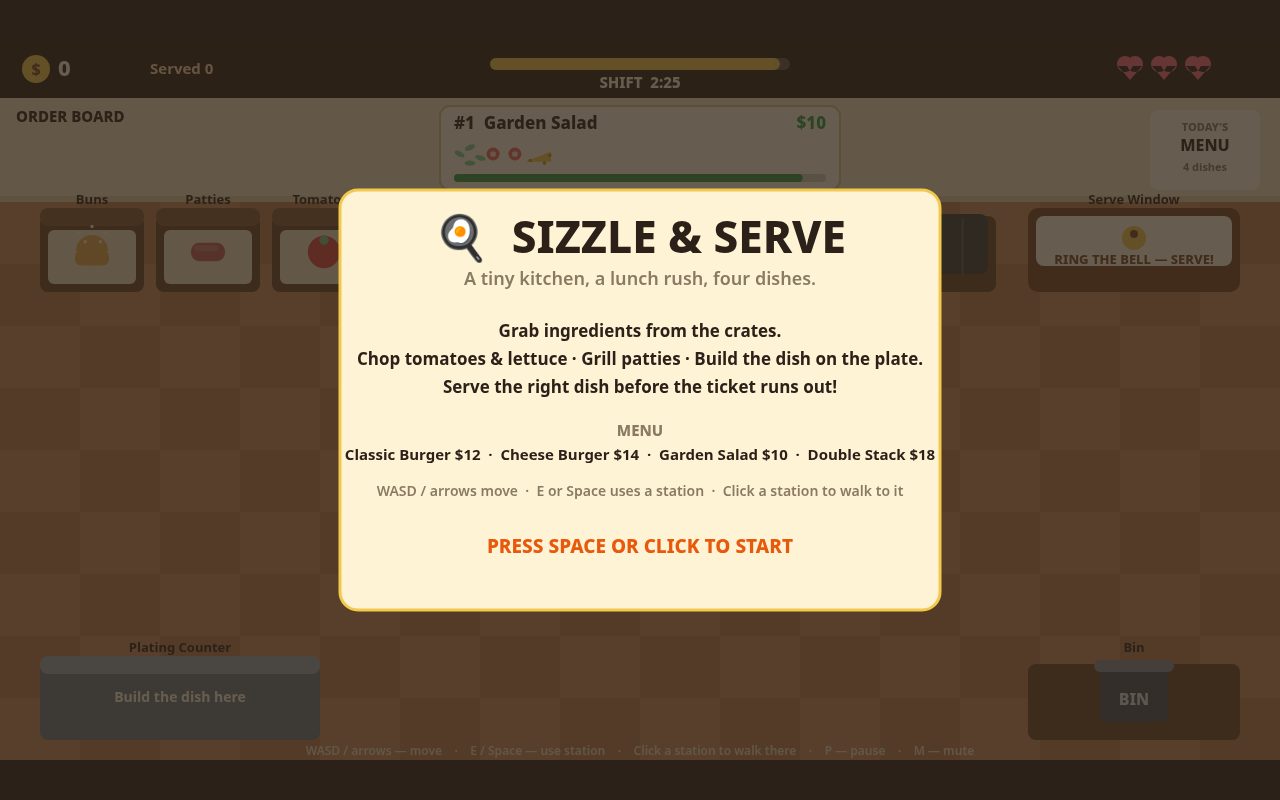 $ 0
Served 0
SHIFT 2:25
ORDER BOARD
#1 Garden Salad $10
TODAY'S
MENU
4 dishes
Buns
Patties
Serve Window
RING THE BELL — SERVE!
SIZZLE & SERVE
A tiny kitchen, a lunch rush, four dishes.
Grab ingredients from the crates.
Chop tomatoes & lettuce · Grill patties · Build the dish on the plate.
Serve the right dish before the ticket runs out!
MENU
Classic Burger $12 · Cheese Burger $14 · Garden Salad $10 · Double Stack $18
WASD / arrows move · E or Space uses a station · Click a station to walk to it
PRESS SPACE OR CLICK TO START
Plating Counter
Build the dish here
Bin
BIN
WASD / arrows — move · E / Space — use station · Click a station to walk there · P — pause · M — mute